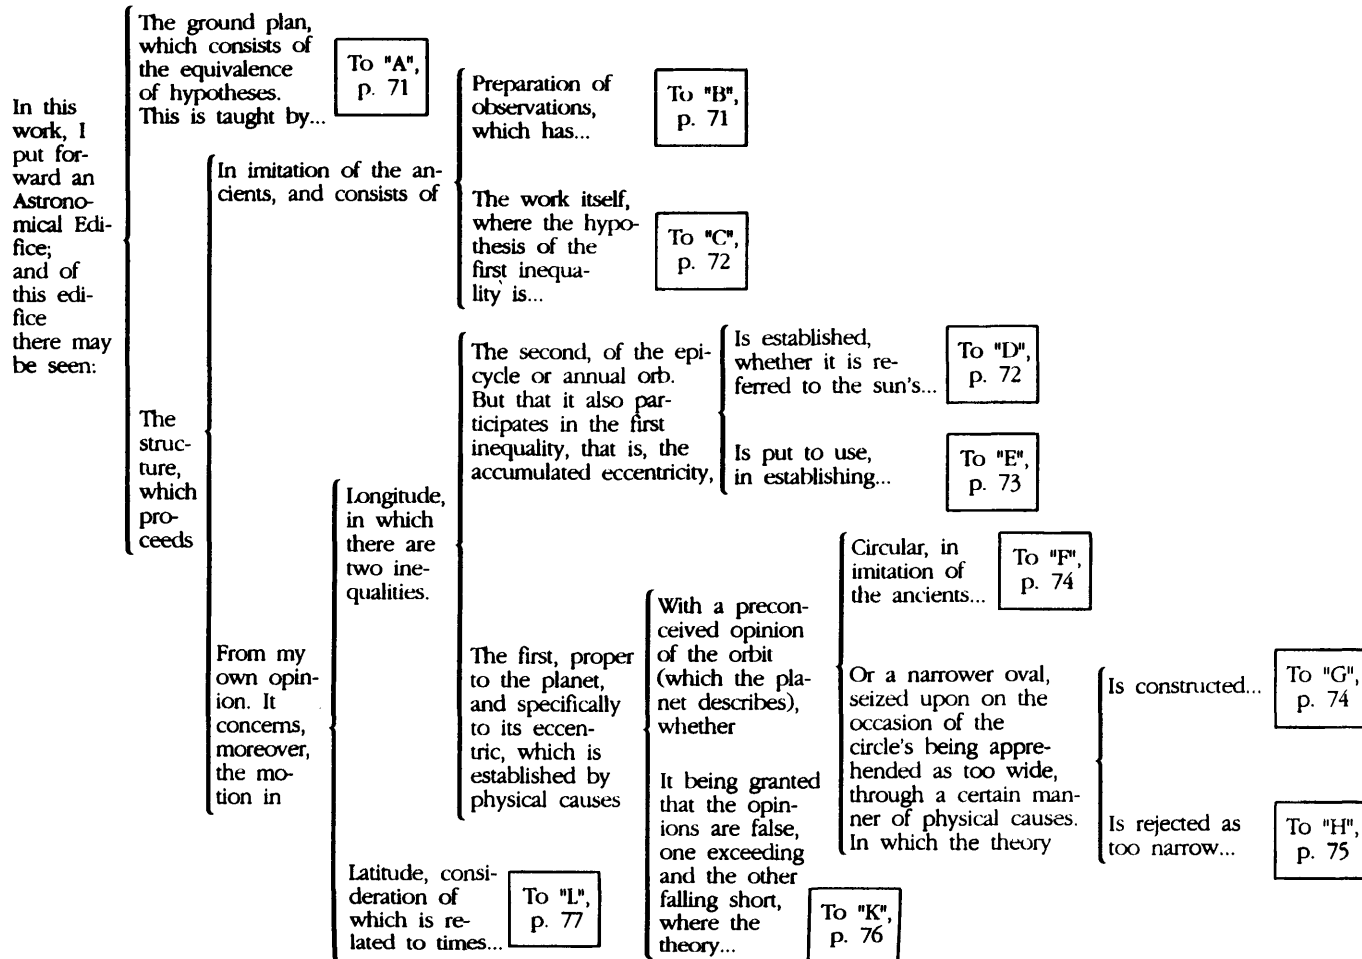 In this
work, I
put for-
ward an
Astrono-
mical Edi-
fice;
and of
this edi-
fice
there may
be seen:
The ground plan,
which consists of
the equivalence
of hypotheses.
This is taught by...
To "A",
p. 71
The
struc-
ture,
which
pro-
ceeds
In imitation of the an-
cients, and consists of
Preparation of
observations,
which has...
To "B",
p. 71
The work itself,
where the hypo-
thesis of the
first inequa-
lity is...
To "C",
p. 72
From my
own opin-
ion. It
concerns,
moreover,
the mo-
tion in
Longitude,
in which
there are
two ine-
qualities.
The second, of the epi-
cycle or annual orb.
But that it also par-
ticipates in the first
inequality, that is, the
accumulated eccentricity,
Is established,
whether it is re-
ferred to the sun's...
To "D",
p. 72
Is put to use,
in establishing...
To "E",
p. 73
The first, proper
to the planet,
and specifically
to its eccen-
tric, which is
established by
physical causes
With a precon-
ceived opinion
of the orbit
(which the pla-
net describes),
whether
Circular, in
imitation of
the ancients...
To "F",
p. 74
Or a narrower oval,
seized upon on the
occasion of the
circle's being appre-
hended as too wide,
through a certain man-
ner of physical causes.
In which the theory
Is constructed...
To "G",
p. 74
Is rejected as
too narrow...
To "H",
p. 75
It being granted
that the opin-
ions are false,
one exceeding
and the other
falling short,
where the
theory...
To "K",
p. 76
Latitude, consi-
deration of
which is re-
lated to times...
To "L",
p. 77